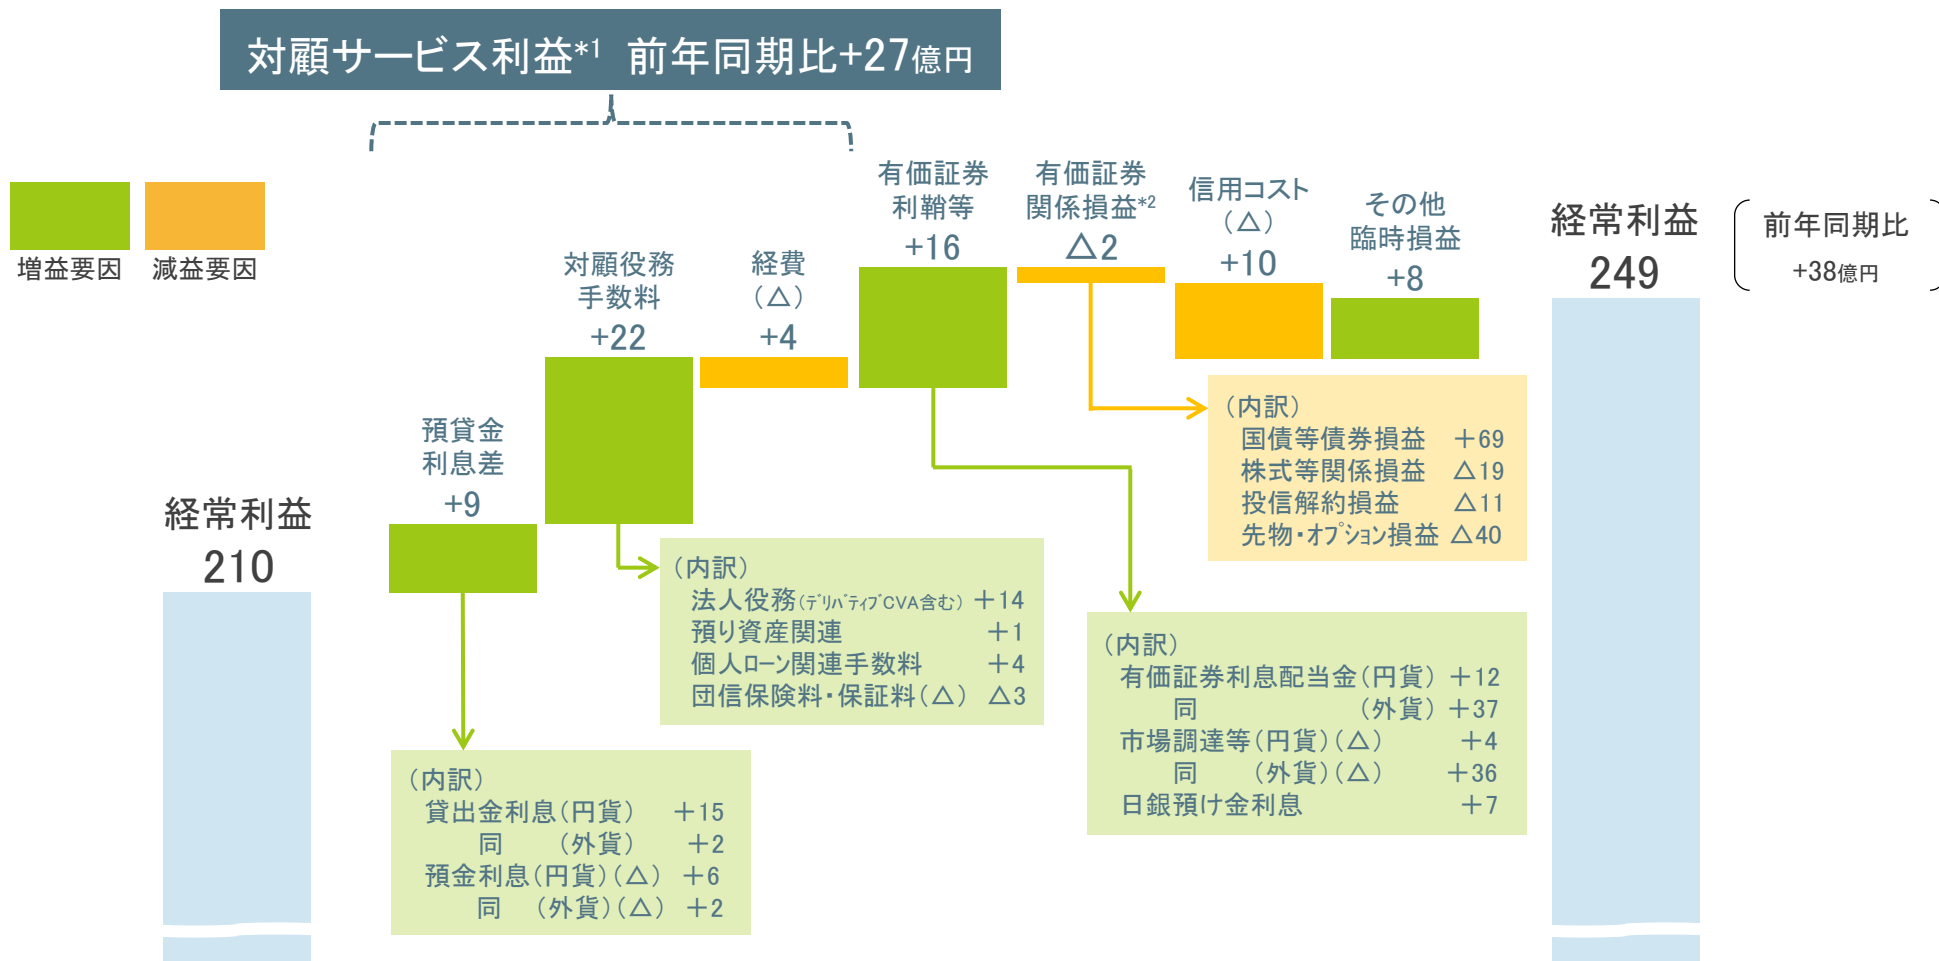 対顧サービス利益*1 前年同期比+27億円
増益要因
減益要因
経常利益
210
預貸金
利息差
+9
対顧役務
手数料
+22
経費
(△)
+4
有価証券
利鞘等
+16
有価証券
関係損益*2
△2
信用コスト
(△)
+10
その他
臨時損益
+8
経常利益
249
前年同期比
+38億円
(内訳)
貸出金利息(円貨) +15
同 (外貨) +2
預金利息(円貨)(△) +6
同 (外貨)(△) +2
(内訳)
法人役務(デリバティブCVA含む) +14
預り資産関連 +1
個人ローン関連手数料 +4
団信保険料・保証料(△) △3
(内訳)
有価証券利息配当金(円貨) +12
同 (外貨) +37
市場調達等(円貨)(△) +4
同 (外貨)(△) +36
日銀預け金利息 +7
(内訳)
国債等債券損益 +69
株式等関係損益 △19
投信解約損益 △11
先物・オプション損益 △40